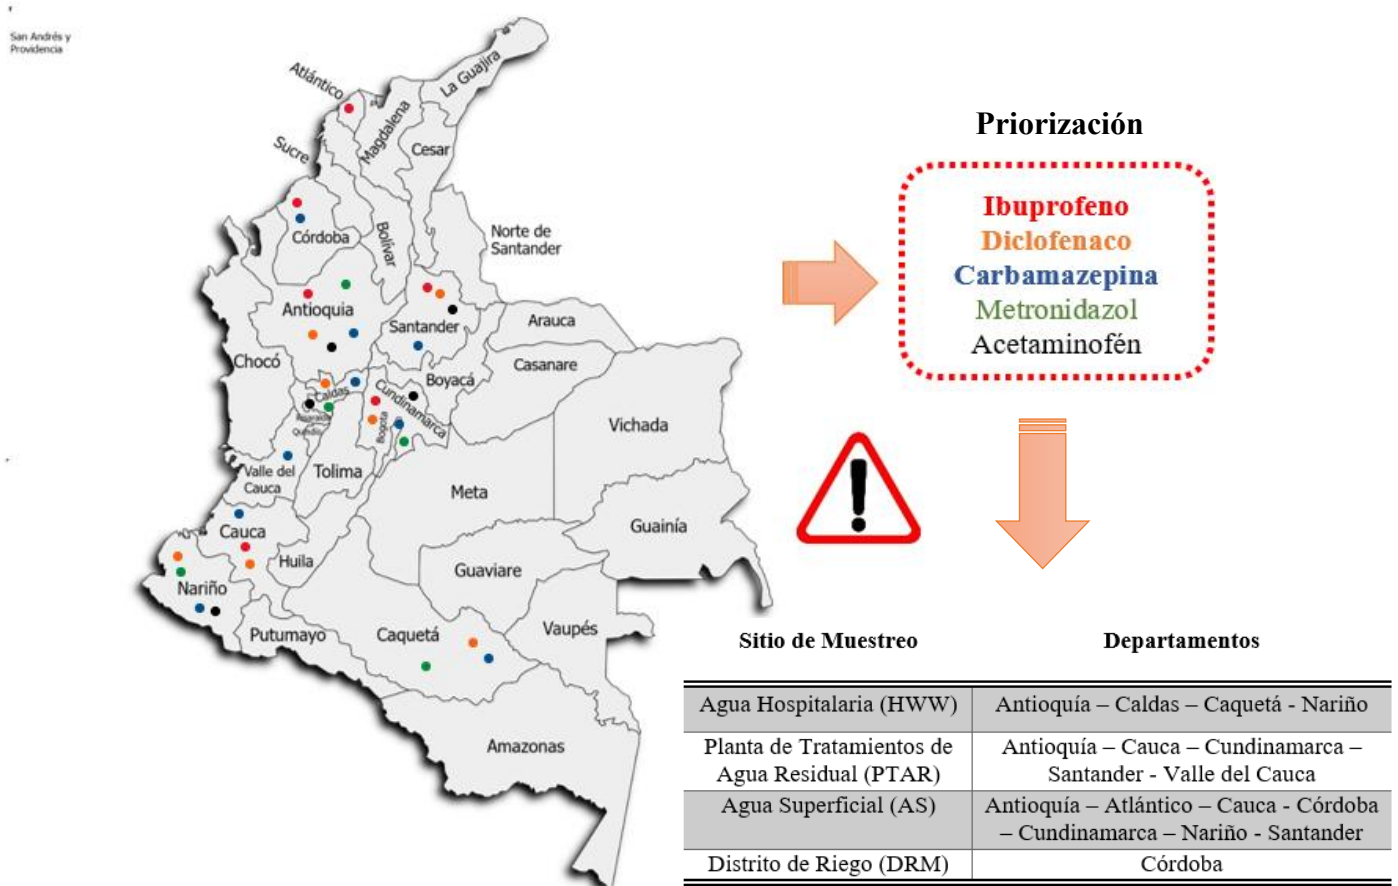 San Andrés y
Providencia
Atlántico
La Guajira
Magdalena
Cesar
Sucre
Córdoba
Bolívar
Norte de
Santander
Antioquia
Santander
Arauca
Chocó
Casanare
Boyacá
Caldas
Cundinamarca
Risaralda
Quindío
Bogota
Vichada
Valle del
Cauca
Tolima
Meta
Cauca
Guainía
Huila
Guaviare
Nariño
Putumayo
Caquetá
Vaupés
Amazonas
Priorización
Ibuprofeno
Diclofenaco
Carbamazepina
Metronidazol
Acetaminofén
!
Sitio de Muestreo
Departamentos
Agua Hospitalaria (HWW)
Antioquía – Caldas – Caquetá - Nariño
Planta de Tratamientos de
Agua Residual (PTAR)
Antioquía – Cauca – Cundinamarca –
Santander - Valle del Cauca
Agua Superficial (AS)
Antioquía – Atlántico – Cauca - Córdoba
– Cundinamarca – Nariño - Santander
Distrito de Riego (DRM)
Córdoba